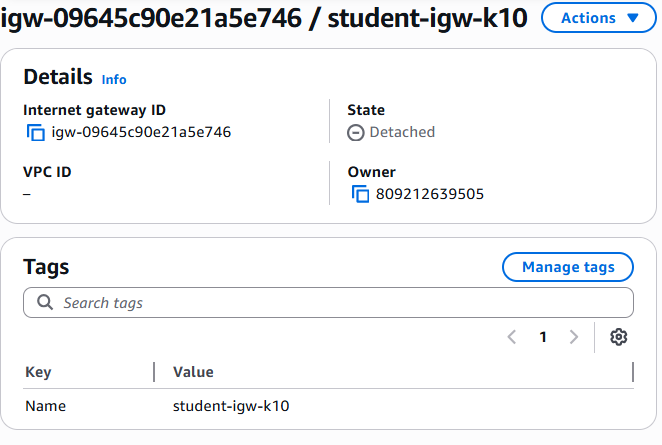 igw-09645c90e21a5e746 / student-igw-k10
Actions
Details Info
Internet gateway ID
igw-09645c90e21a5e746
State
Detached
VPC ID
–
Owner
809212639505
Tags
Manage tags
Search tags
1
Key Value
Name student-igw-k10